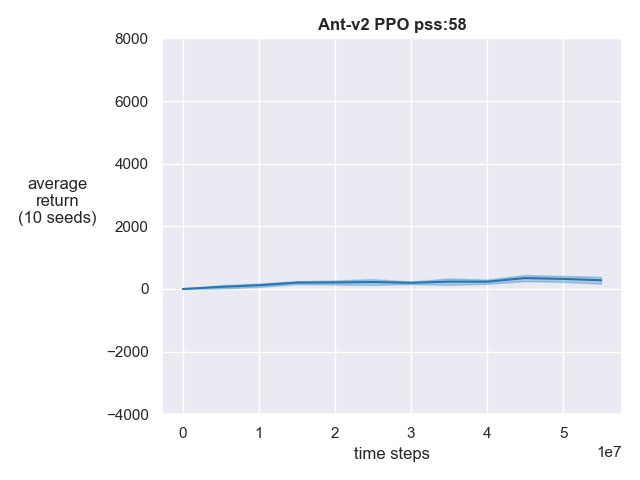 Ant-v2 PPO pss:58
8000
6000
4000
2000
0
−2000
−4000
average
return
(10 seeds)
0 1 2 3 4 5
1e7
time steps